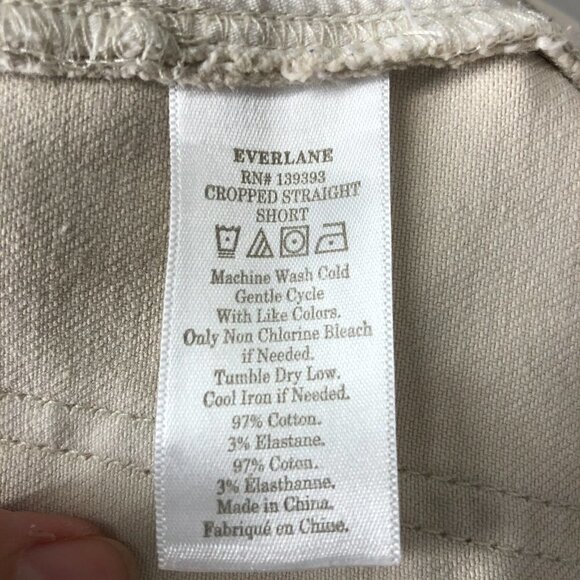 EVERLANE
RN# 139393
CROPPED STRAIGHT
SHORT
Machine Wash Cold
Gentle Cycle
With Like Colors.
Only Non Chlorine Bleach
if Needed.
Tumble Dry Low.
Cool Iron if Needed.
97% Cotton.
3% Elastane.
97% Coton.
3% Elasthanne.
Made in China.
Fabriqué en Chine.